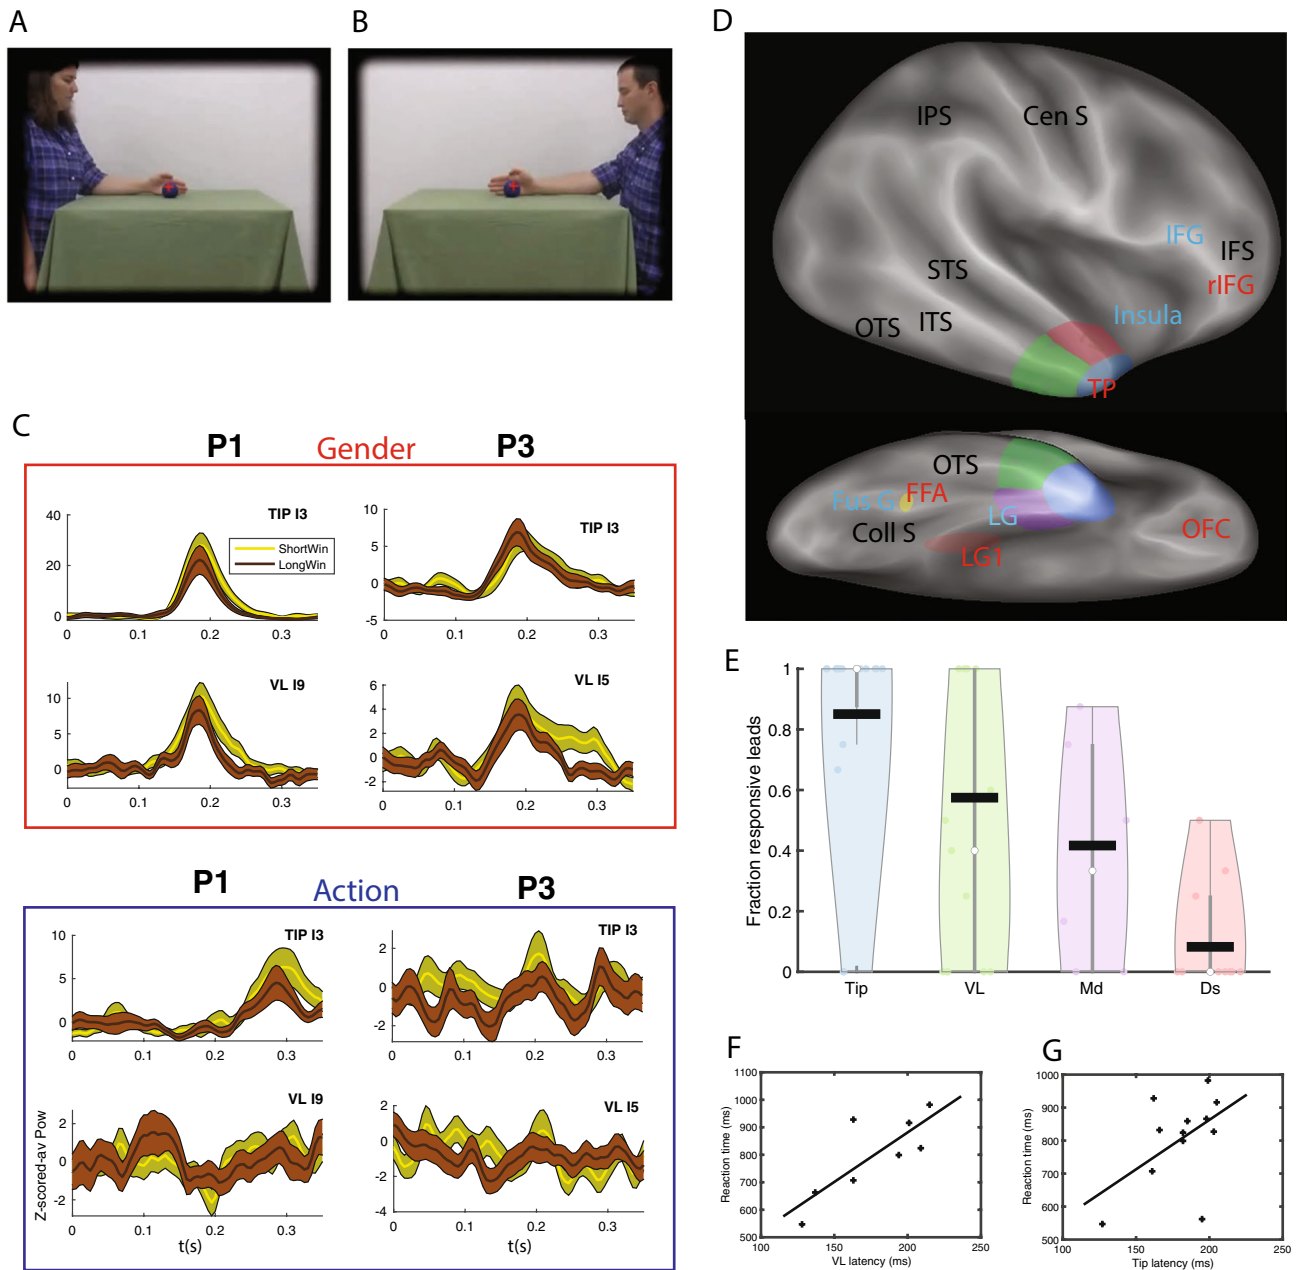 A
B
C
P1 Gender P3
TIP I3
40
20
0
0 0.1 0.2 0.3
ShortWin
LongWin
TIP I3
10
5
0
-5
0 0.1 0.2 0.3
VL I9
10
5
0
0 0.1 0.2 0.3
VL I5
6
4
2
0
-2
0 0.1 0.2 0.3
P1 Action P3
TIP I3
10
5
0
0 0.1 0.2 0.3
TIP I3
2
0
-2
0 0.1 0.2 0.3
VL I9
2
0
-2
Z-scored-av Pow
0 0.1 0.2 0.3
t(s)
VL I5
2
0
-2
-4
0 0.1 0.2 0.3
t(s)
D
IPS Cen S
IFG
IFS
STS
rIFG
Insula
OTS ITS
TP
OTS
Fus G FFA
LG
Coll S
OFC
LG1
E
Fraction responsive leads
1
0.8
0.6
0.4
0.2
0
Tip VL Md Ds
F
Reaction time (ms)
1100
1000
900
800
700
600
500
100 150 200 250
VL latency (ms)
G
Reaction time (ms)
1000
900
800
700
600
500
100 150 200 250
Tip latency (ms)